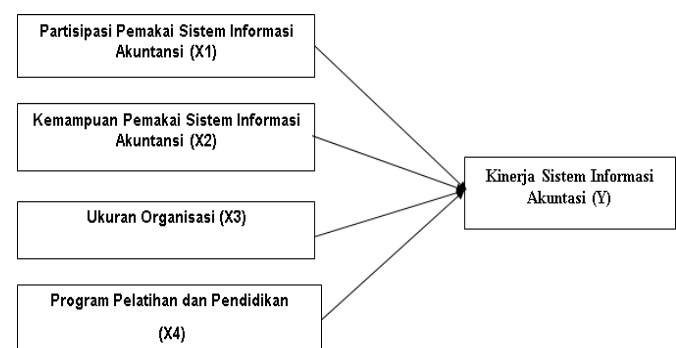 Partisipasi Pemakai Sistem Informasi
Akuntansi (X1)
Kemampuan Pemakai Sistem Informasi
Akuntansi (X2)
Ukuran Organisasi (X3)
Program Pelatihan dan Pendidikan
(X4)
Kinerja Sistem Informasi
Akuntasi (Y)